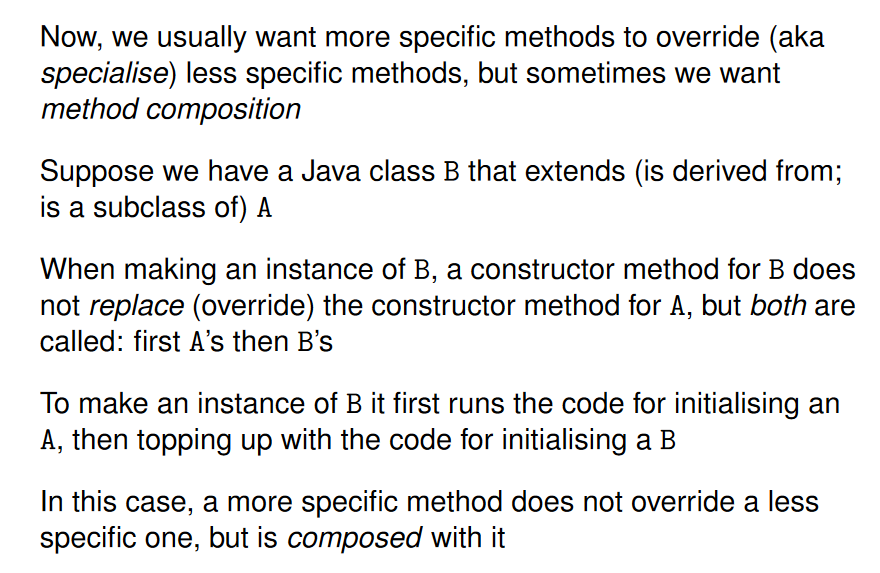 Now, we usually want more specific methods to override (aka
specialise) less specific methods, but sometimes we want
method composition
Suppose we have a Java class B that extends (is derived from;
is a subclass of) A
When making an instance of B, a constructor method for B does
not replace (override) the constructor method for A, but both are
called: first A’s then B’s
To make an instance of B it first runs the code for initialising an
A, then topping up with the code for initialising a B
In this case, a more specific method does not override a less
specific one, but is composed with it